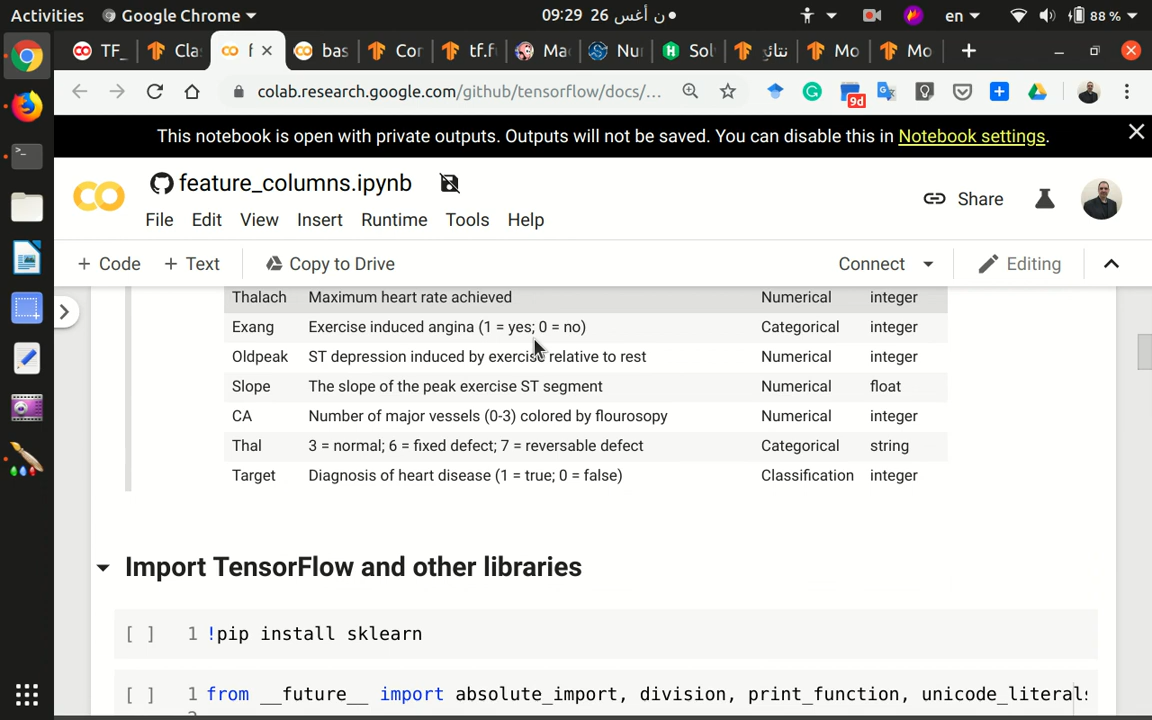 Activities Google Chrome ن أغس 26 09:29 en 88 %
TF_ Cla f bas Cor tf.f Ma Nu Sol نتائج Mo Mo
colab.research.google.com/github/tensorflow/docs/... 9d
This notebook is open with private outputs. Outputs will not be saved. You can disable this in Notebook settings.
feature_columns.ipynb
Share
File Edit View Insert Runtime Tools Help
+ Code + Text Copy to Drive Connect Editing
Thalach Maximum heart rate achieved Numerical integer
Exang Exercise induced angina (1 = yes; 0 = no) Categorical integer
Oldpeak ST depression induced by exercise relative to rest Numerical integer
Slope The slope of the peak exercise ST segment Numerical float
CA Number of major vessels (0-3) colored by flourosopy Numerical integer
Thal 3 = normal; 6 = fixed defect; 7 = reversable defect Categorical string
Target Diagnosis of heart disease (1 = true; 0 = false) Classification integer
Import TensorFlow and other libraries
[ ] 1 !pip install sklearn
[ ] 1 from __future__ import absolute_import, division, print_function, unicode_literals